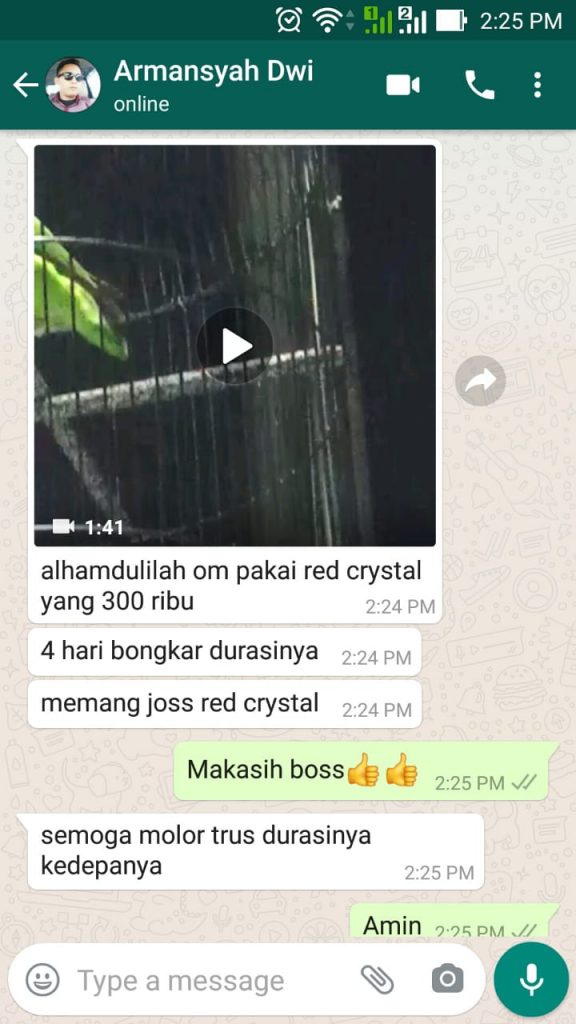 1 2 2:25 PM
Armansyah Dwi
online
1:41
alhamdulilah om pakai red crystal
yang 300 ribu
2:24 PM
4 hari bongkar durasinya 2:24 PM
memang joss red crystal 2:24 PM
Makasih boss👍👍 2:25 PM
semoga molor trus durasinya
kedepanya
2:25 PM
Amin 2:25 PM
Type a message